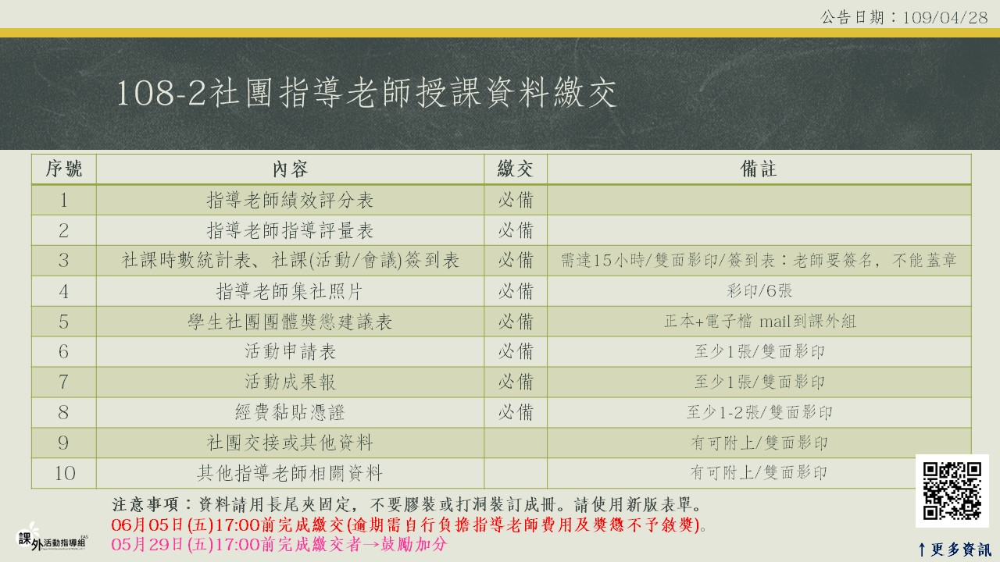 公告日期：109/04/28
108-2社團指導老師授課資料繳交
序號 內容 繳交 備註
1 指導老師績效評分表 必備
2 指導老師指導評量表 必備
3 社課時數統計表、社課(活動/會議)簽到表 必備 需達15小時/雙面影印/簽到表：老師要簽名，不能蓋章
4 指導老師集社照片 必備 彩印/6張
5 學生社團團體獎懲建議表 必備 正本+電子檔 mail到課外組
6 活動申請表 必備 至少1張/雙面影印
7 活動成果報 必備 至少1張/雙面影印
8 經費黏貼憑證 必備 至少1-2張/雙面影印
9 社團交接或其他資料 有可附上/雙面影印
10 其他指導老師相關資料 有可附上/雙面影印
注意事項：資料請用長尾夾固定，不要膠裝或打洞裝訂成冊。請使用新版表單。
06月05日(五)17:00前完成繳交(逾期需自行負擔指導老師費用及獎懲不予敘獎)。
05月29日(五)17:00前完成繳交者→鼓勵加分
課外活動指導組
EAS
↑更多資訊